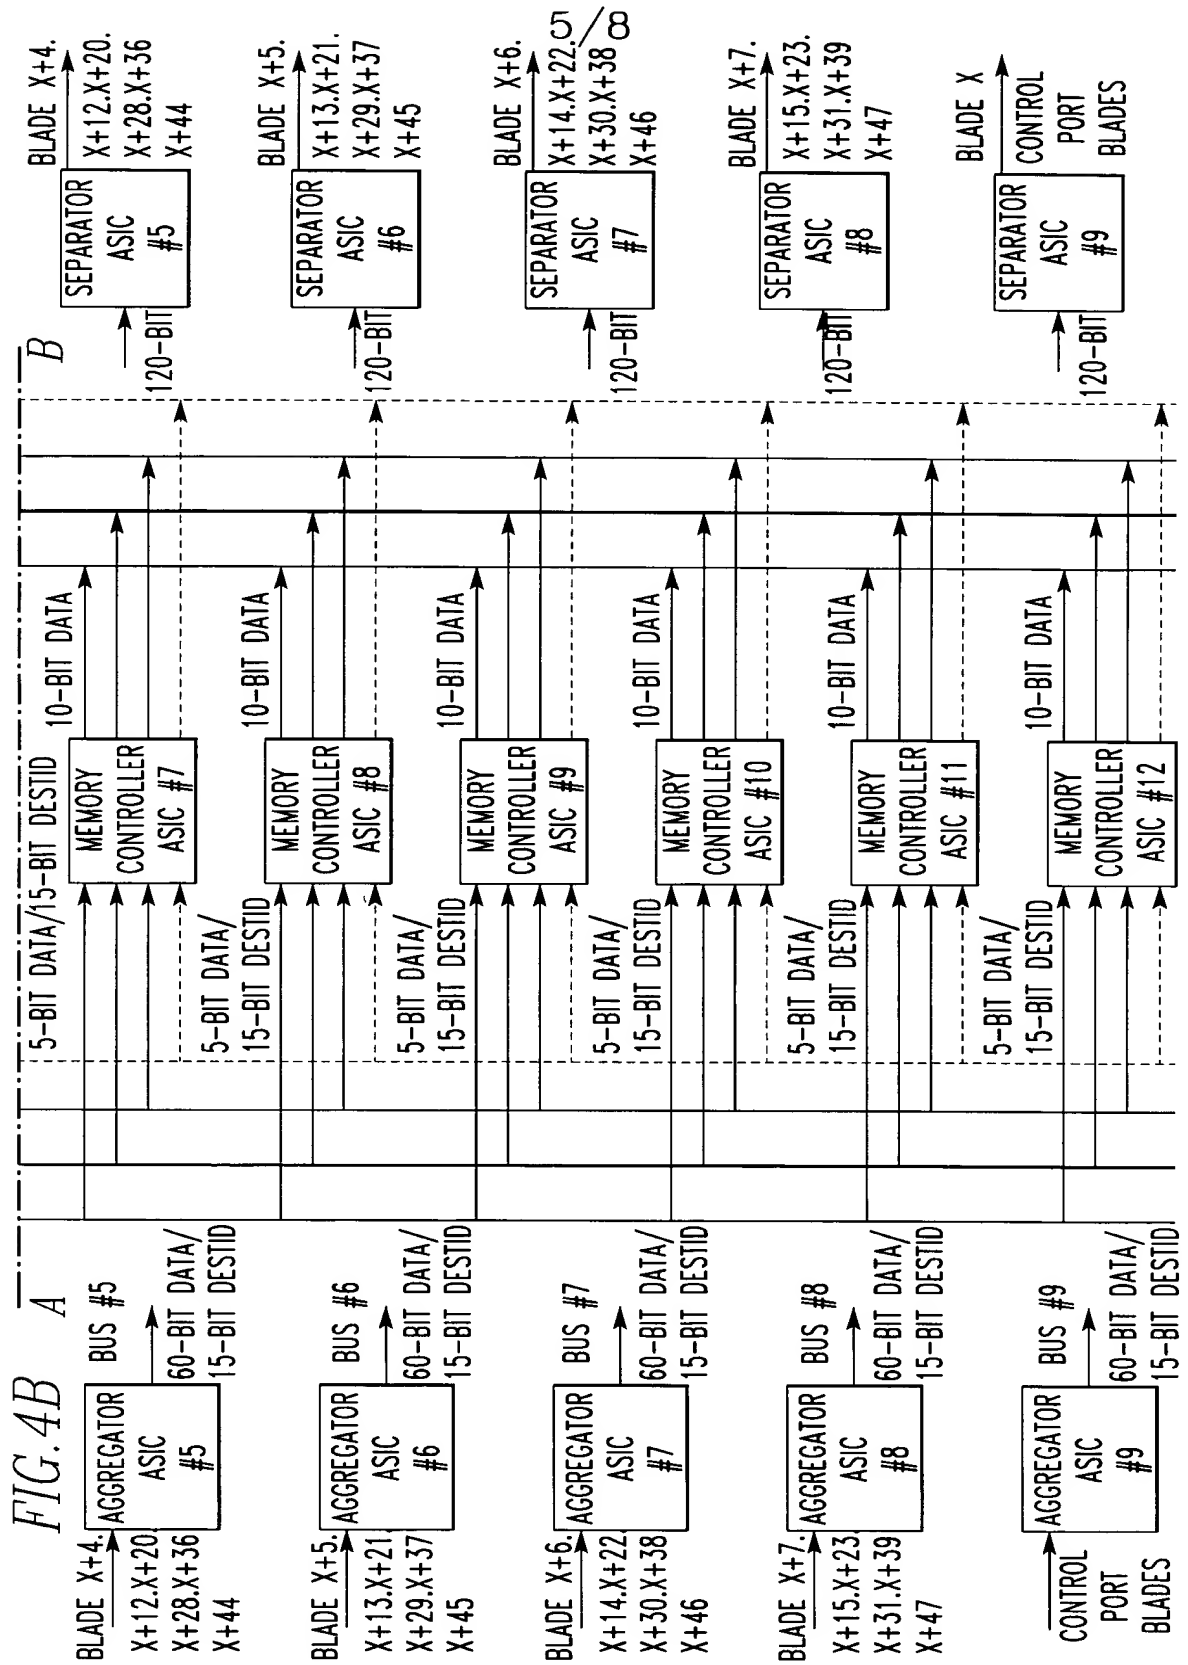 5/8
FIG.4B
A
B
BLADE X+4.
X+12.X+20.
X+28.X+36
X+44
AGGREGATOR
ASIC
#5
BUS #5
60-BIT DATA/
15-BIT DESTID
BLADE X+5.
X+13.X+21.
X+29.X+37
X+45
AGGREGATOR
ASIC
#6
BUS #6
60-BIT DATA/
15-BIT DESTID
BLADE X+6.
X+14.X+22.
X+30.X+38
X+46
AGGREGATOR
ASIC
#7
BUS #7
60-BIT DATA/
15-BIT DESTID
BLADE X+7.
X+15.X+23.
X+31.X+39
X+47
AGGREGATOR
ASIC
#8
BUS #8
60-BIT DATA/
15-BIT DESTID
CONTROL
PORT
BLADES
AGGREGATOR
ASIC
#9
BUS #9
60-BIT DATA/
15-BIT DESTID
5-BIT DATA/15-BIT DESTID
MEMORY
CONTROLLER
ASIC #7
10-BIT DATA
5-BIT DATA/
15-BIT DESTID
MEMORY
CONTROLLER
ASIC #8
10-BIT DATA
5-BIT DATA/
15-BIT DESTID
MEMORY
CONTROLLER
ASIC #9
10-BIT DATA
5-BIT DATA/
15-BIT DESTID
MEMORY
CONTROLLER
ASIC #10
10-BIT DATA
5-BIT DATA/
15-BIT DESTID
MEMORY
CONTROLLER
ASIC #11
10-BIT DATA
5-BIT DATA/
15-BIT DESTID
MEMORY
CONTROLLER
ASIC #12
10-BIT DATA
120-BIT
SEPARATOR
ASIC
#5
BLADE X+4.
X+12.X+20.
X+28.X+36
X+44
120-BIT
SEPARATOR
ASIC
#6
BLADE X+5.
X+13.X+21.
X+29.X+37
X+45
120-BIT
SEPARATOR
ASIC
#7
BLADE X+6.
X+14.X+22.
X+30.X+38
X+46
120-BIT
SEPARATOR
ASIC
#8
BLADE X+7.
X+15.X+23.
X+31.X+39
X+47
120-BIT
SEPARATOR
ASIC
#9
BLADE X
CONTROL
PORT
BLADES